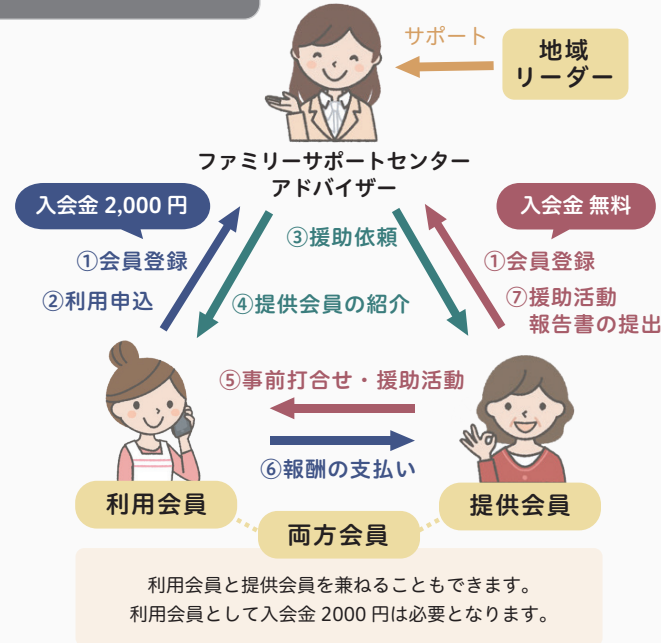 サポート
地域
リーダー
ファミリーサポートセンター
アドバイザー
入会金 2,000 円
入会金 無料
①会員登録
②利用申込
③援助依頼
④提供会員の紹介
①会員登録
⑦援助活動
報告書の提出
⑤事前打合せ・援助活動
⑥報酬の支払い
利用会員
提供会員
両方会員
利用会員と提供会員を兼ねることもできます。
利用会員として入会金 2000 円は必要となります。